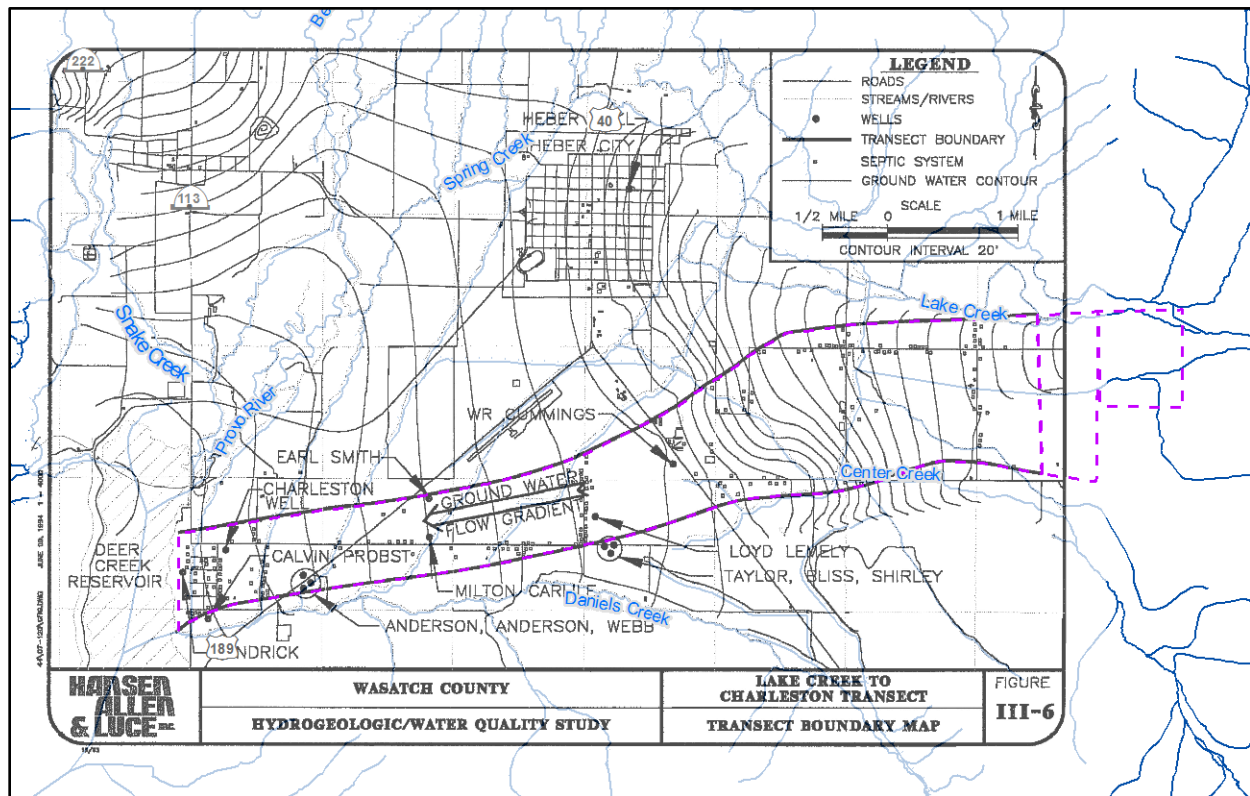 Be
222
LEGEND
ROADS
STREAMS/RIVERS
WELLS
TRANSECT BOUNDARY
SEPTIC SYSTEM
GROUND WATER CONTOUR
SCALE
1/2 MILE 0 1 MILE
CONTOUR INTERVAL 20'
HEBER
40
L
HEBER CITY
Spring Creek
113
Lake Creek
Snake Creek
Provo River
WR CUMMINGS
Center Creek
EARL SMITH
CHARLESTON
WELL
GROUND WATER
FLOW GRADIENT
DEER
CREEK
RESERVOIR
CALVIN PROBST
LOYD LEMELY
TAYLOR, BLISS, SHIRLEY
MILTON CARLILE
Daniels Creek
ANDERSON, ANDERSON, WEBB
189
NDRICK
HANSEN
ALLEN
& LUCE INC.
WASATCH COUNTY
HYDROGEOLOGIC/WATER QUALITY STUDY
LAKE CREEK TO
CHARLESTON TRANSECT
TRANSECT BOUNDARY MAP
FIGURE
III-6